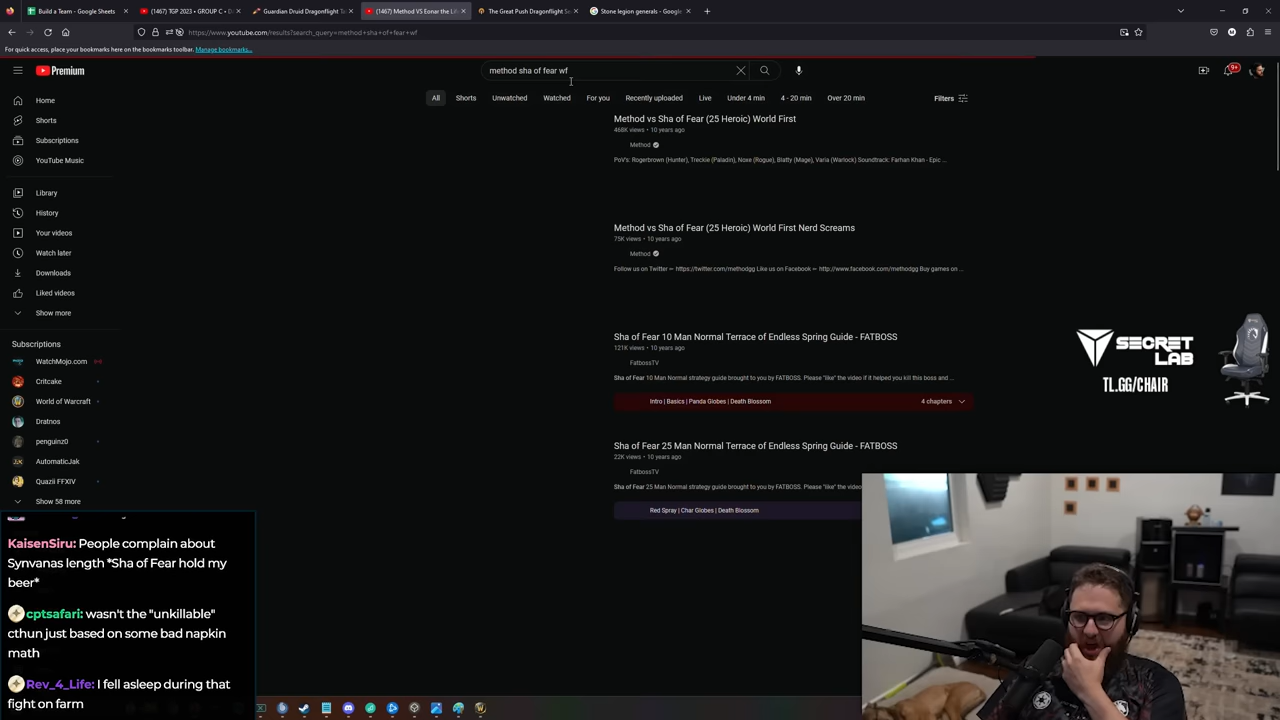 Build a Team - Google Sheets
(1467) TGP 2023 • GROUP C • D
Guardian Druid Dragonflight Ta
(1467) Method VS Eonar the Life
The Great Push Dragonflight Se
Stone legion generals - Google
https://www.youtube.com/results?search_query=method+sha+of+fear+wf
For quick access, place your bookmarks here on the bookmarks toolbar. Manage bookmarks...
Premium
method sha of fear wf
9+
Home
Shorts
Subscriptions
YouTube Music
Library
History
Your videos
Watch later
Downloads
Liked videos
Show more
Subscriptions
WatchMojo.com
Critcake
World of Warcraft
Dratnos
penguinz0
AutomaticJak
Quazii FFXIV
Show 58 more
All
Shorts
Unwatched
Watched
For you
Recently uploaded
Live
Under 4 min
4 - 20 min
Over 20 min
Filters
Method vs Sha of Fear (25 Heroic) World First
468K views • 10 years ago
Method
PoV's: Rogerbrown (Hunter), Treckie (Paladin), Noxe (Rogue), Blatty (Mage), Varia (Warlock) Soundtrack: Farhan Khan - Epic ...
Method vs Sha of Fear (25 Heroic) World First Nerd Screams
75K views • 10 years ago
Method
Follow us on Twitter ═ https://twitter.com/methodgg Like us on Facebook ═ http://www.facebook.com/methodgg Buy games on ...
Sha of Fear 10 Man Normal Terrace of Endless Spring Guide - FATBOSS
121K views • 10 years ago
FatbossTV
Sha of Fear 10 Man Normal strategy guide brought to you by FATBOSS. Please "like" the video if it helped you kill this boss and ...
Intro | Basics | Panda Globes | Death Blossom
4 chapters
Sha of Fear 25 Man Normal Terrace of Endless Spring Guide - FATBOSS
22K views • 10 years ago
FatbossTV
Sha of Fear 25 Man Normal strategy guide brought to you by FATBOSS. Please "like" the video
Red Spray | Char Globes | Death Blossom
SECRET
LAB
TL.GG/CHAIR
KaisenSiru: People complain about
Synvanas length *Sha of Fear hold my
beer*
cptsafari: wasn't the "unkillable"
cthun just based on some bad napkin
math
Rev_4_Life: I fell asleep during that
fight on farm